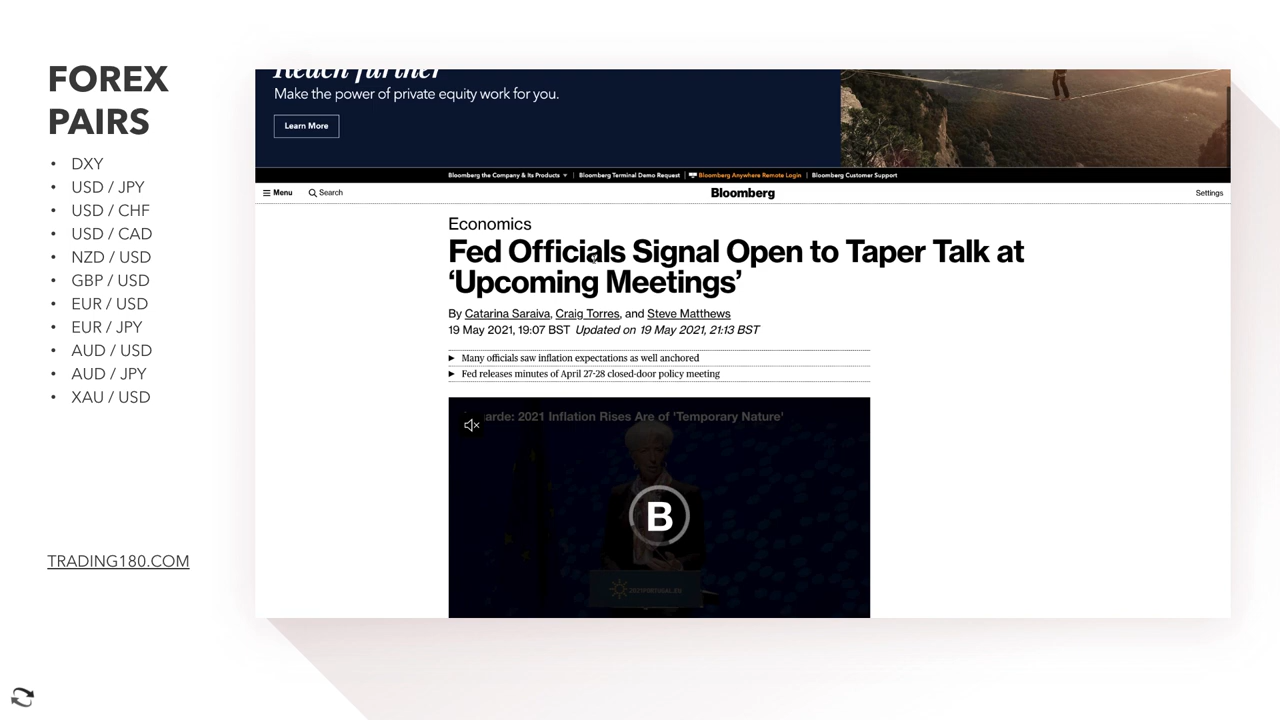 FOREX
PAIRS
• DXY
• USD / JPY
• USD / CHF
• USD / CAD
• NZD / USD
• GBP / USD
• EUR / USD
• EUR / JPY
• AUD / USD
• AUD / JPY
• XAU / USD
TRADING180.COM
Reach further
Make the power of private equity work for you.
Learn More
Bloomberg the Company & Its Products | Bloomberg Terminal Demo Request | Bloomberg Anywhere Remote Login | Bloomberg Customer Support
Menu Search Bloomberg Settings
Economics
Fed Officials Signal Open to Taper Talk at
‘Upcoming Meetings’
By Catarina Saraiva, Craig Torres, and Steve Matthews
19 May 2021, 19:07 BST Updated on 19 May 2021, 21:13 BST
Many officials saw inflation expectations as well anchored
Fed releases minutes of April 27-28 closed-door policy meeting
arde: 2021 Inflation Rises Are of 'Temporary Nature'
B
2021PORTUGAL.EU